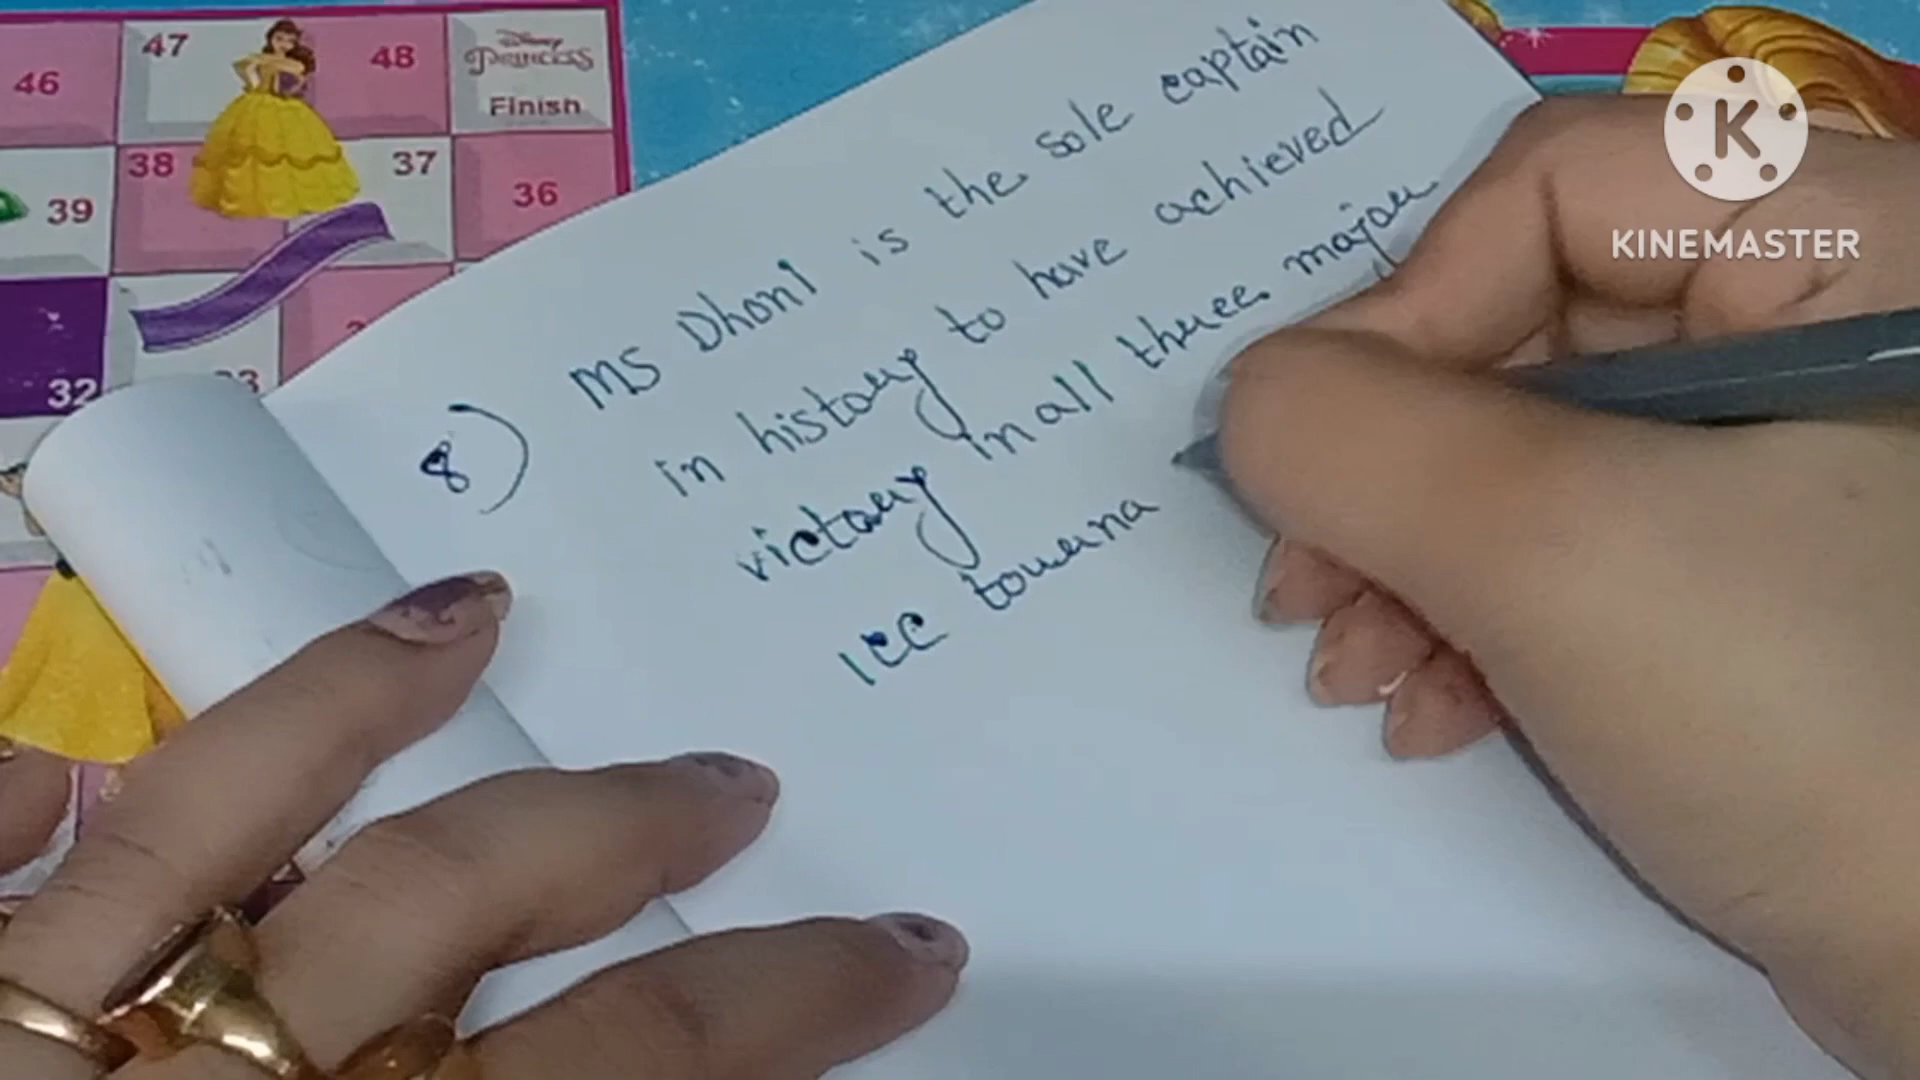 47
48
Disney
PRINCESS
Finish
46
38
37
36
39
32
33
8) MS Dhoni is the sole captain
in history to have achieved
victory in all three major
ICC tourna
K
KINEMASTER